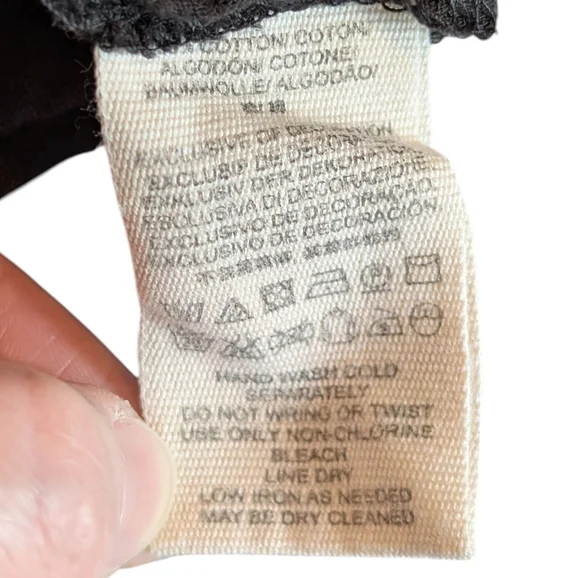 COTTON/ COTON/
ALGODÓN/ COTONE/
BAUMWOLLE/ ALGODÃO/
EXCLUSIVE OF DECORATION
EXCLUSIF DE DECORATION
EXKLUSIV DER DEKORATION
ESCLUSIVA DI DECORAZIONE
EXCLUSIVO DE DECORAÇÃO
EXCLUSIVO DE DECORACIÓN
HAND WASH COLD
SEPARATELY
DO NOT WRING OR TWIST
USE ONLY NON-CHLORINE
BLEACH
LINE DRY
LOW IRON AS NEEDED
MAY BE DRY CLEANED